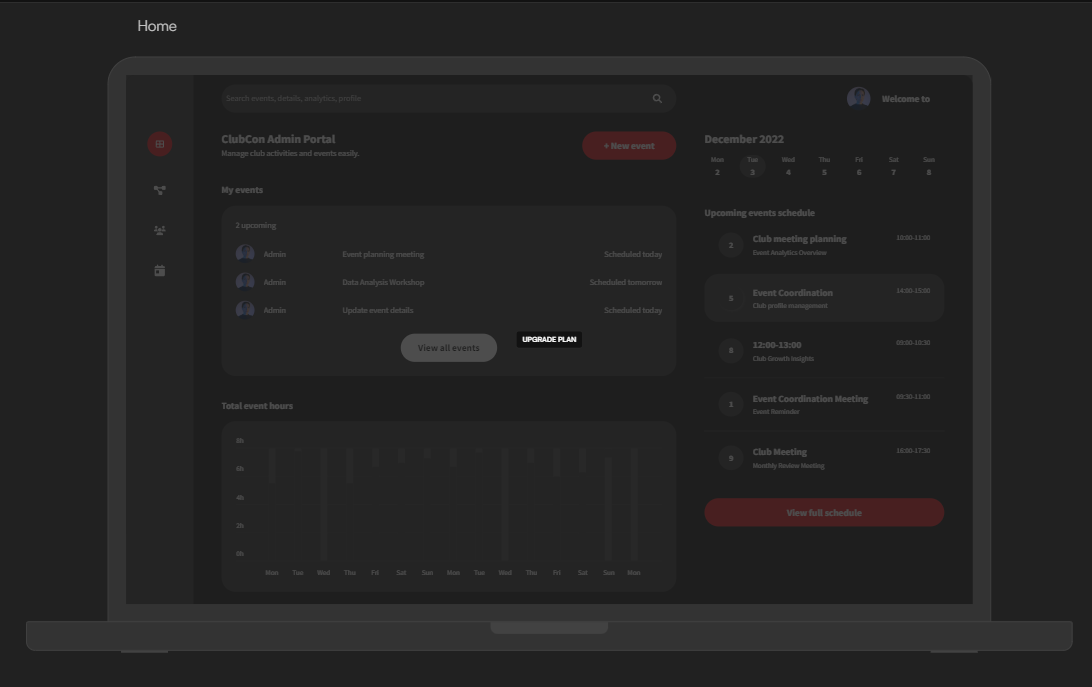 Home
Search events, details, analytics, profile
Welcome to
ClubCon Admin Portal
Manage club activities and events easily.
+ New event
My events
2 upcoming
Admin Event planning meeting Scheduled today
Admin Data Analysis Workshop Scheduled tomorrow
Admin Update event details Scheduled today
View all events
UPGRADE PLAN
Total event hours
8h
6h
4h
2h
0h
Mon Tue Wed Thu Fri Sat Sun Mon Tue Wed Thu Fri Sat Sun Mon
December 2022
Mon Tue Wed Thu Fri Sat Sun
2 3 4 5 6 7 8
Upcoming events schedule
2 Club meeting planning 10:00-11:00
Event Analytics Overview
5 Event Coordination 14:00-15:00
Club profile management
8 12:00-13:00 09:00-10:30
Club Growth Insights
1 Event Coordination Meeting 09:30-11:00
Event Reminder
9 Club Meeting 16:00-17:30
Monthly Review Meeting
View full schedule